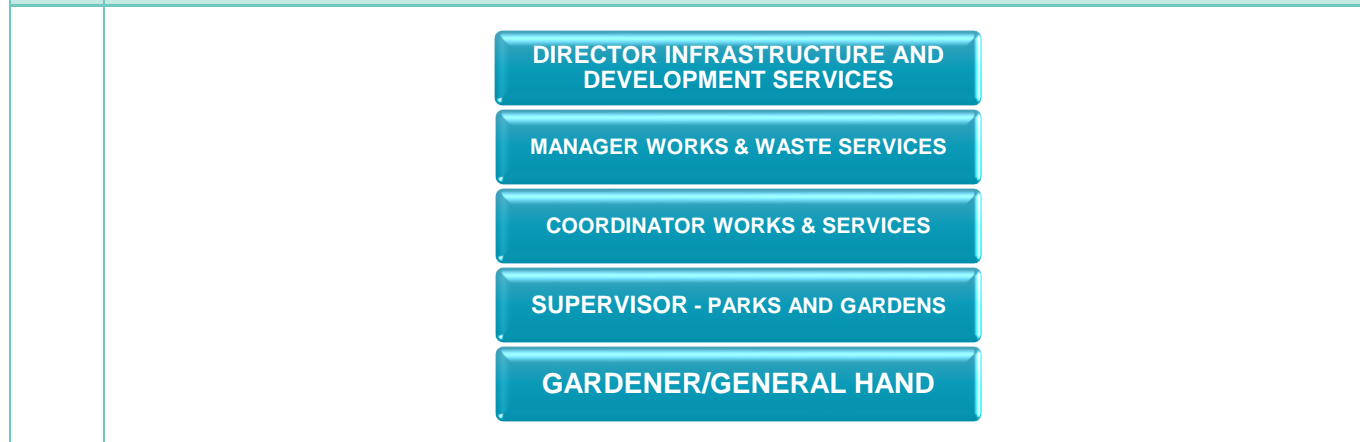 DIRECTOR INFRASTRUCTURE AND
DEVELOPMENT SERVICES
MANAGER WORKS & WASTE SERVICES
COORDINATOR WORKS & SERVICES
SUPERVISOR - PARKS AND GARDENS
GARDENER/GENERAL HAND